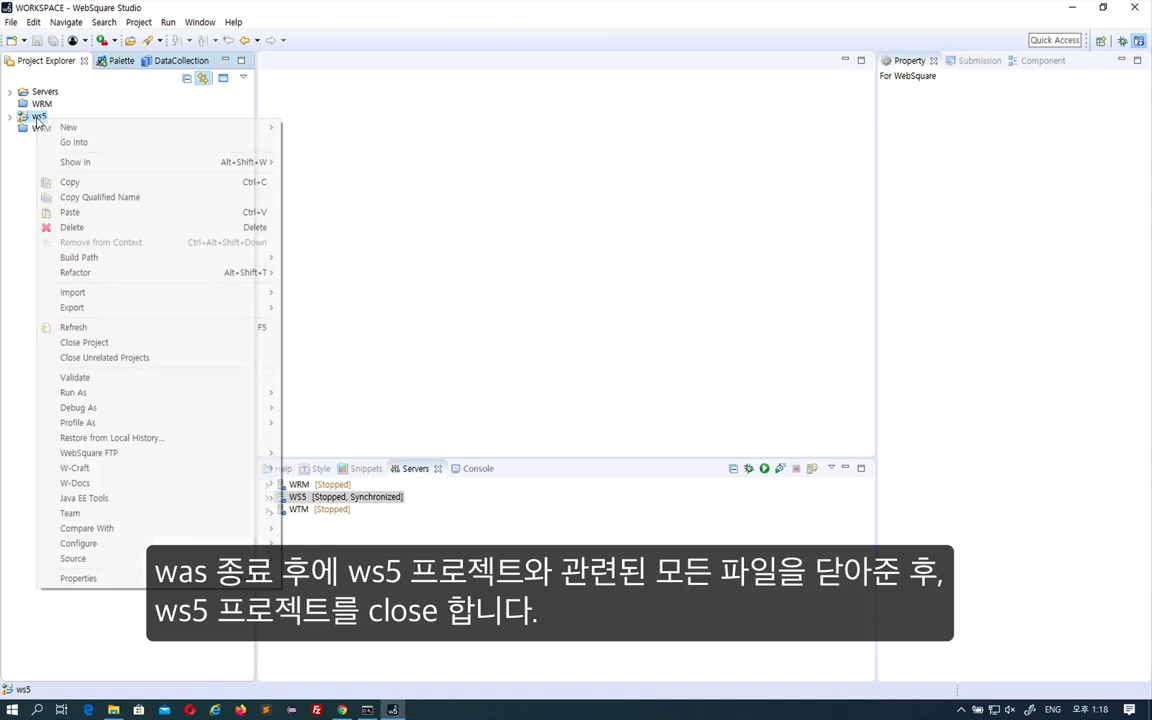 WORKSPACE - WebSquare Studio
File Edit Navigate Search Project Run Window Help
Quick Access
Project Explorer Palette DataCollection
Property Submission Component
For WebSquare
Servers
WRM
ws5
New
Go Into
Show In Alt+Shift+W
Copy Ctrl+C
Copy Qualified Name
Paste Ctrl+V
Delete Delete
Remove from Context Ctrl+Alt+Shift+Down
Build Path
Refactor Alt+Shift+T
Import
Export
Refresh F5
Close Project
Close Unrelated Projects
Validate
Run As
Debug As
Profile As
Restore from Local History...
WebSquare FTP
W-Craft
W-Docs
Java EE Tools
Team
Compare With
Configure
Source
Properties
Help Style Snippets Servers Console
WRM [Stopped]
WS5 [Stopped, Synchronized]
WTM [Stopped]
was 종료 후에 ws5 프로젝트와 관련된 모든 파일을 닫아준 후,
ws5 프로젝트를 close 합니다.
ws5
ENG 오후 1:18